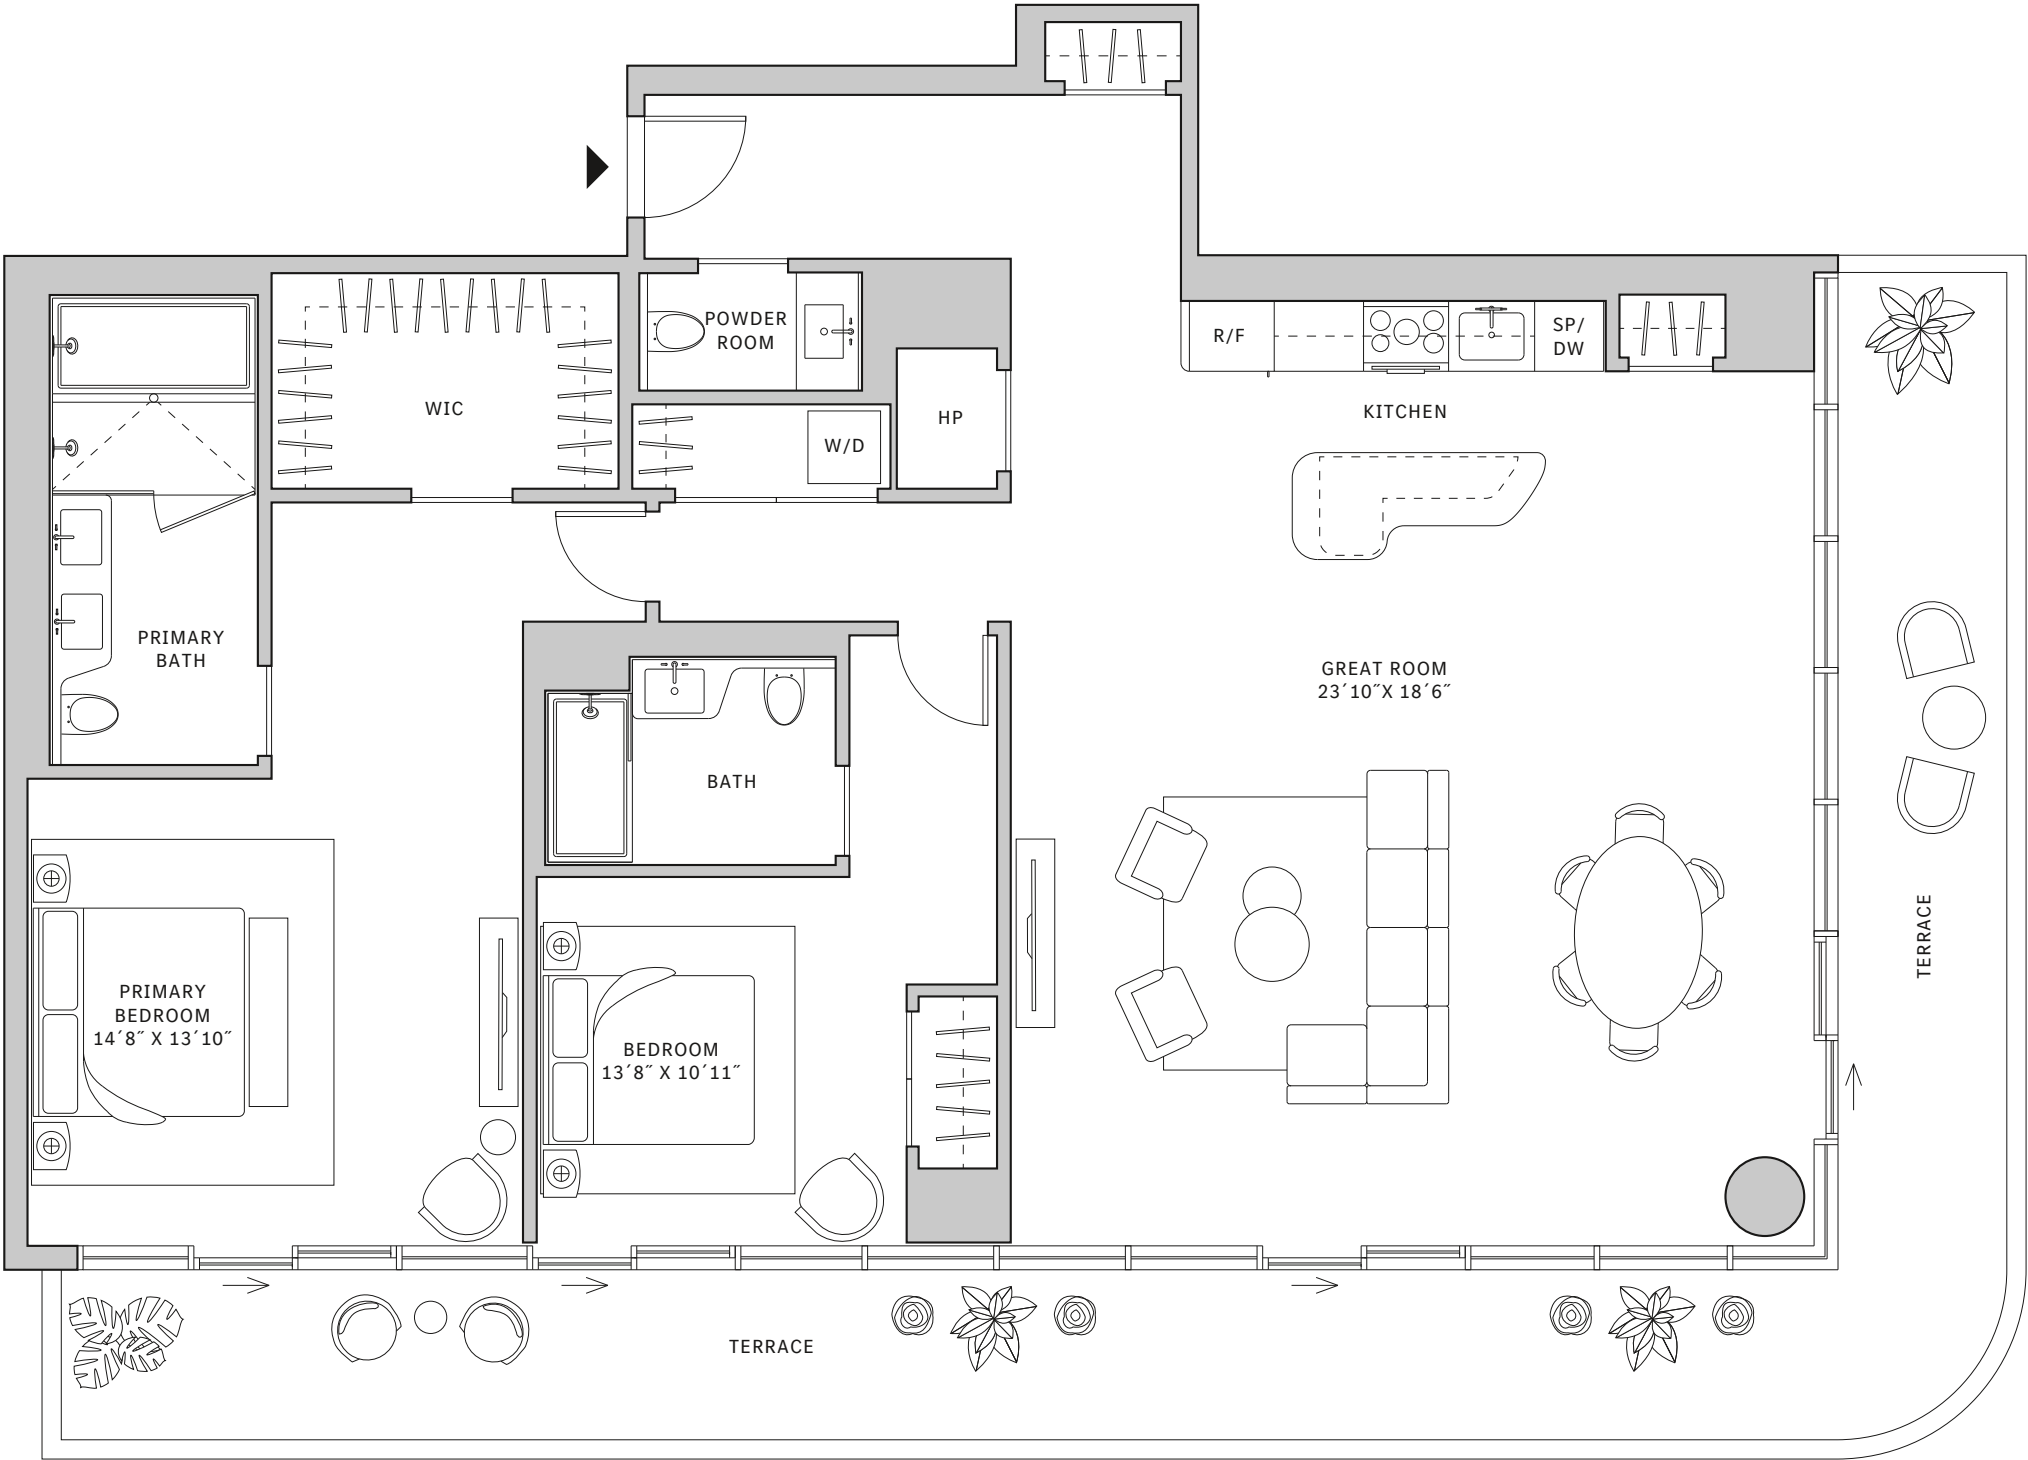 POWDER
ROOM
R/F
SP/
DW
WIC
HP
KITCHEN
W/D
PRIMARY
BATH
GREAT ROOM
23´10˝X 18´6˝
BATH
TERRACE
PRIMARY
BEDROOM
14´8˝ X 13´10˝
BEDROOM
13´8˝ X 10´11˝
TERRACE